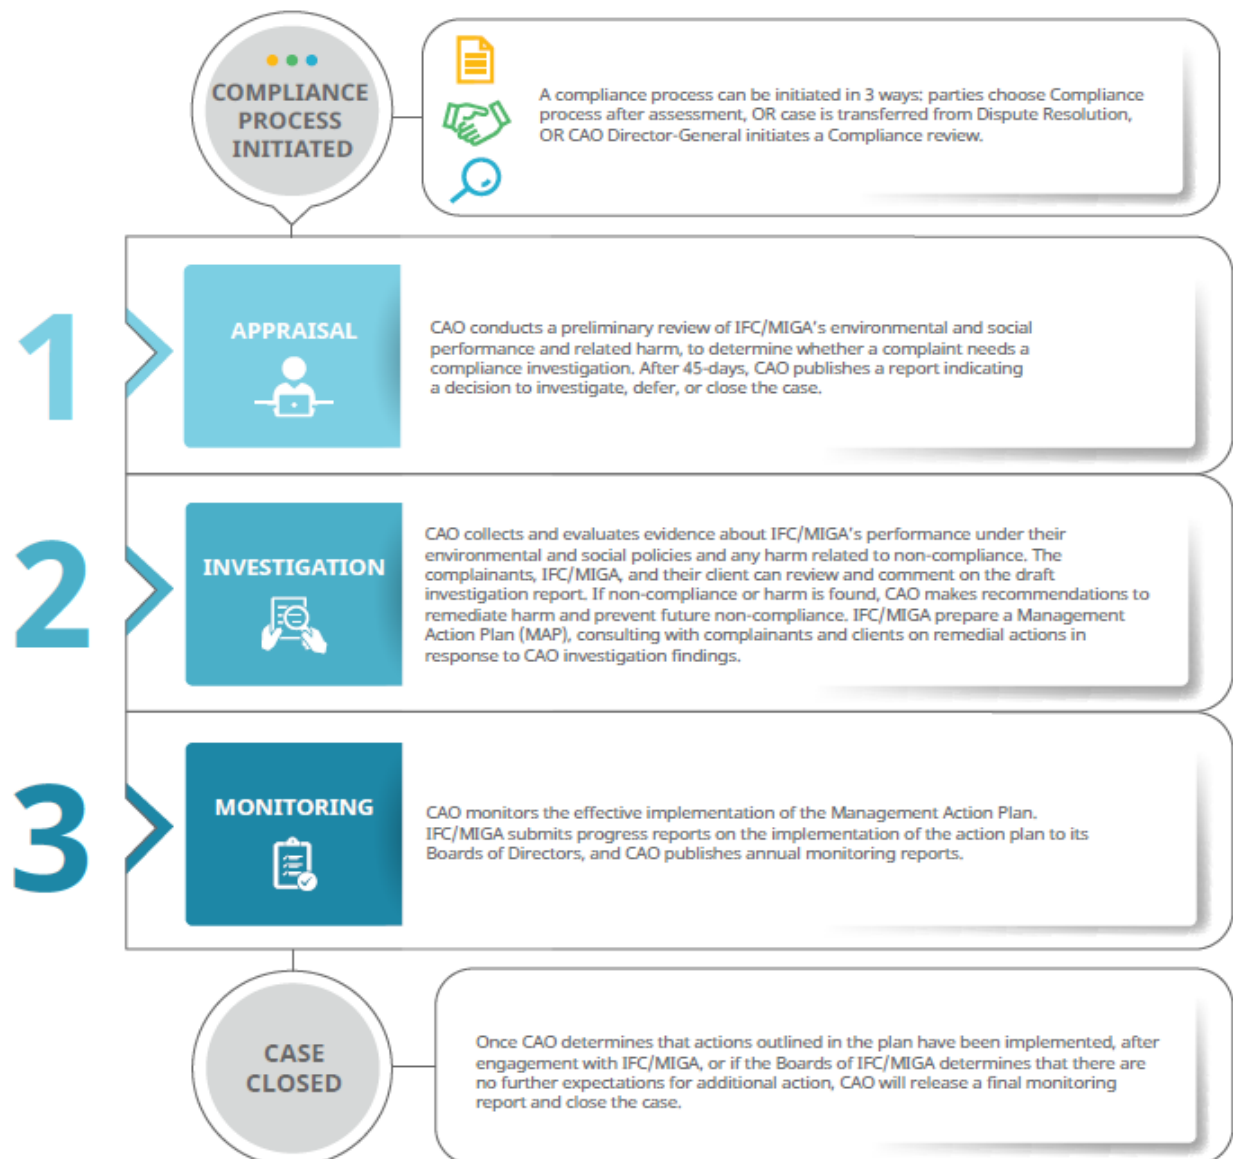 COMPLIANCE
PROCESS
INITIATED
A compliance process can be initiated in 3 ways: parties choose Compliance
process after assessment, OR case is transferred from Dispute Resolution,
OR CAO Director-General initiates a Compliance review.
1
APPRAISAL
CAO conducts a preliminary review of IFC/MIGA's environmental and social
performance and related harm, to determine whether a complaint needs a
compliance investigation. After 45-days, CAO publishes a report indicating
a decision to investigate, defer, or close the case.
2
INVESTIGATION
CAO collects and evaluates evidence about IFC/MIGA's performance under their
environmental and social policies and any harm related to non-compliance. The
complainants, IFC/MIGA, and their client can review and comment on the draft
investigation report. If non-compliance or harm is found, CAO makes recommendations to
remediate harm and prevent future non-compliance. IFC/MIGA prepare a Management
Action Plan (MAP), consulting with complainants and clients on remedial actions in
response to CAO investigation findings.
3
MONITORING
CAO monitors the effective implementation of the Management Action Plan.
IFC/MIGA submits progress reports on the implementation of the action plan to its
Boards of Directors, and CAO publishes annual monitoring reports.
CASE
CLOSED
Once CAO determines that actions outlined in the plan have been implemented, after
engagement with IFC/MIGA, or if the Boards of IFC/MIGA determines that there are
no further expectations for additional action, CAO will release a final monitoring
report and close the case.